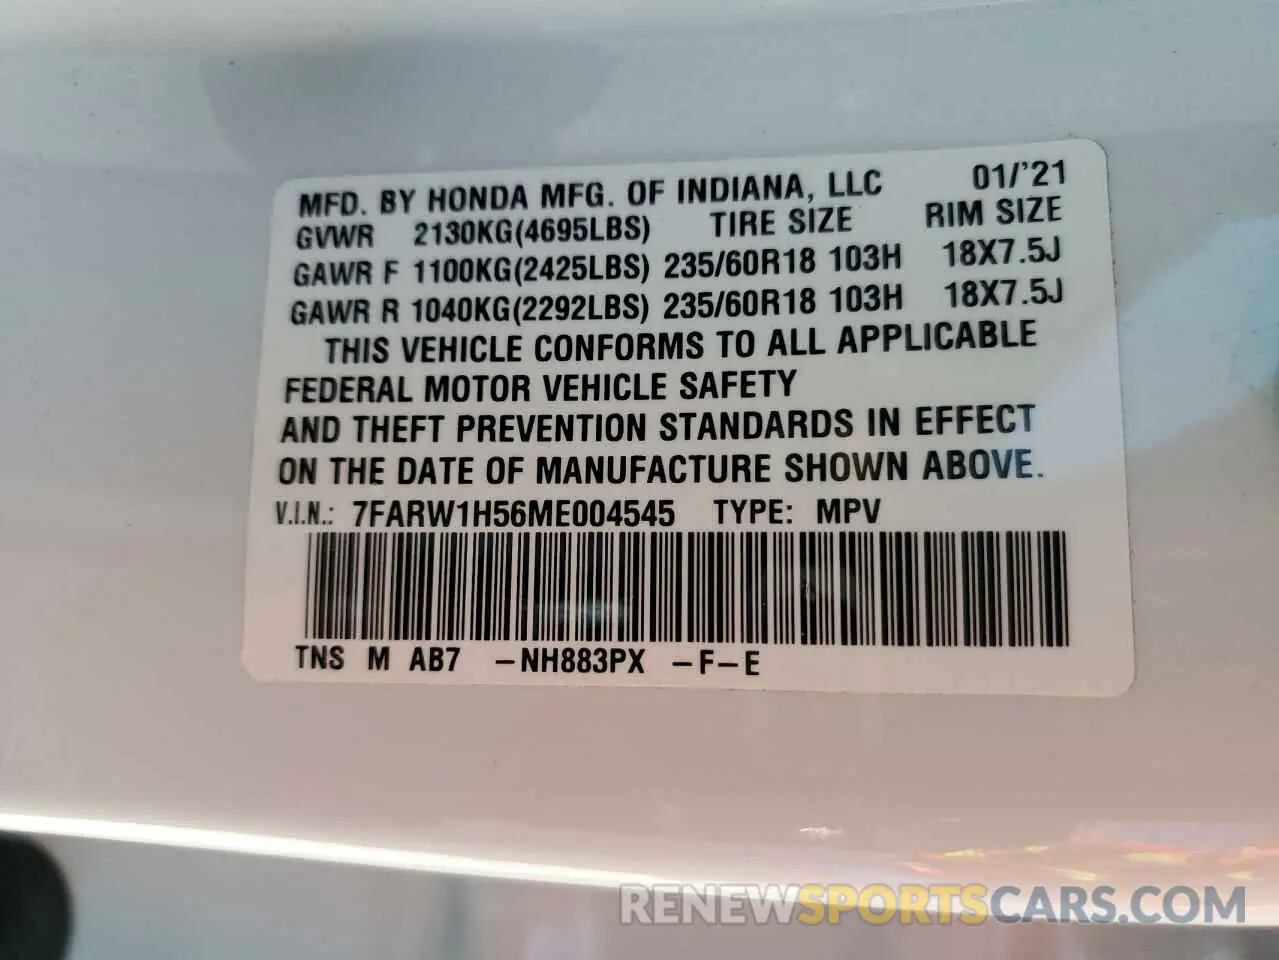 MFD. BY HONDA MFG. OF INDIANA, LLC 01/'21
GVWR 2130KG(4695LBS) TIRE SIZE RIM SIZE
GAWR F 1100KG(2425LBS) 235/60R18 103H 18X7.5J
GAWR R 1040KG(2292LBS) 235/60R18 103H 18X7.5J
THIS VEHICLE CONFORMS TO ALL APPLICABLE
FEDERAL MOTOR VEHICLE SAFETY
AND THEFT PREVENTION STANDARDS IN EFFECT
ON THE DATE OF MANUFACTURE SHOWN ABOVE.
V.I.N.: 7FARW1H56ME004545 TYPE: MPV
TNS M AB7 -NH883PX -F-E
RENEWSPORTSCARS.COM